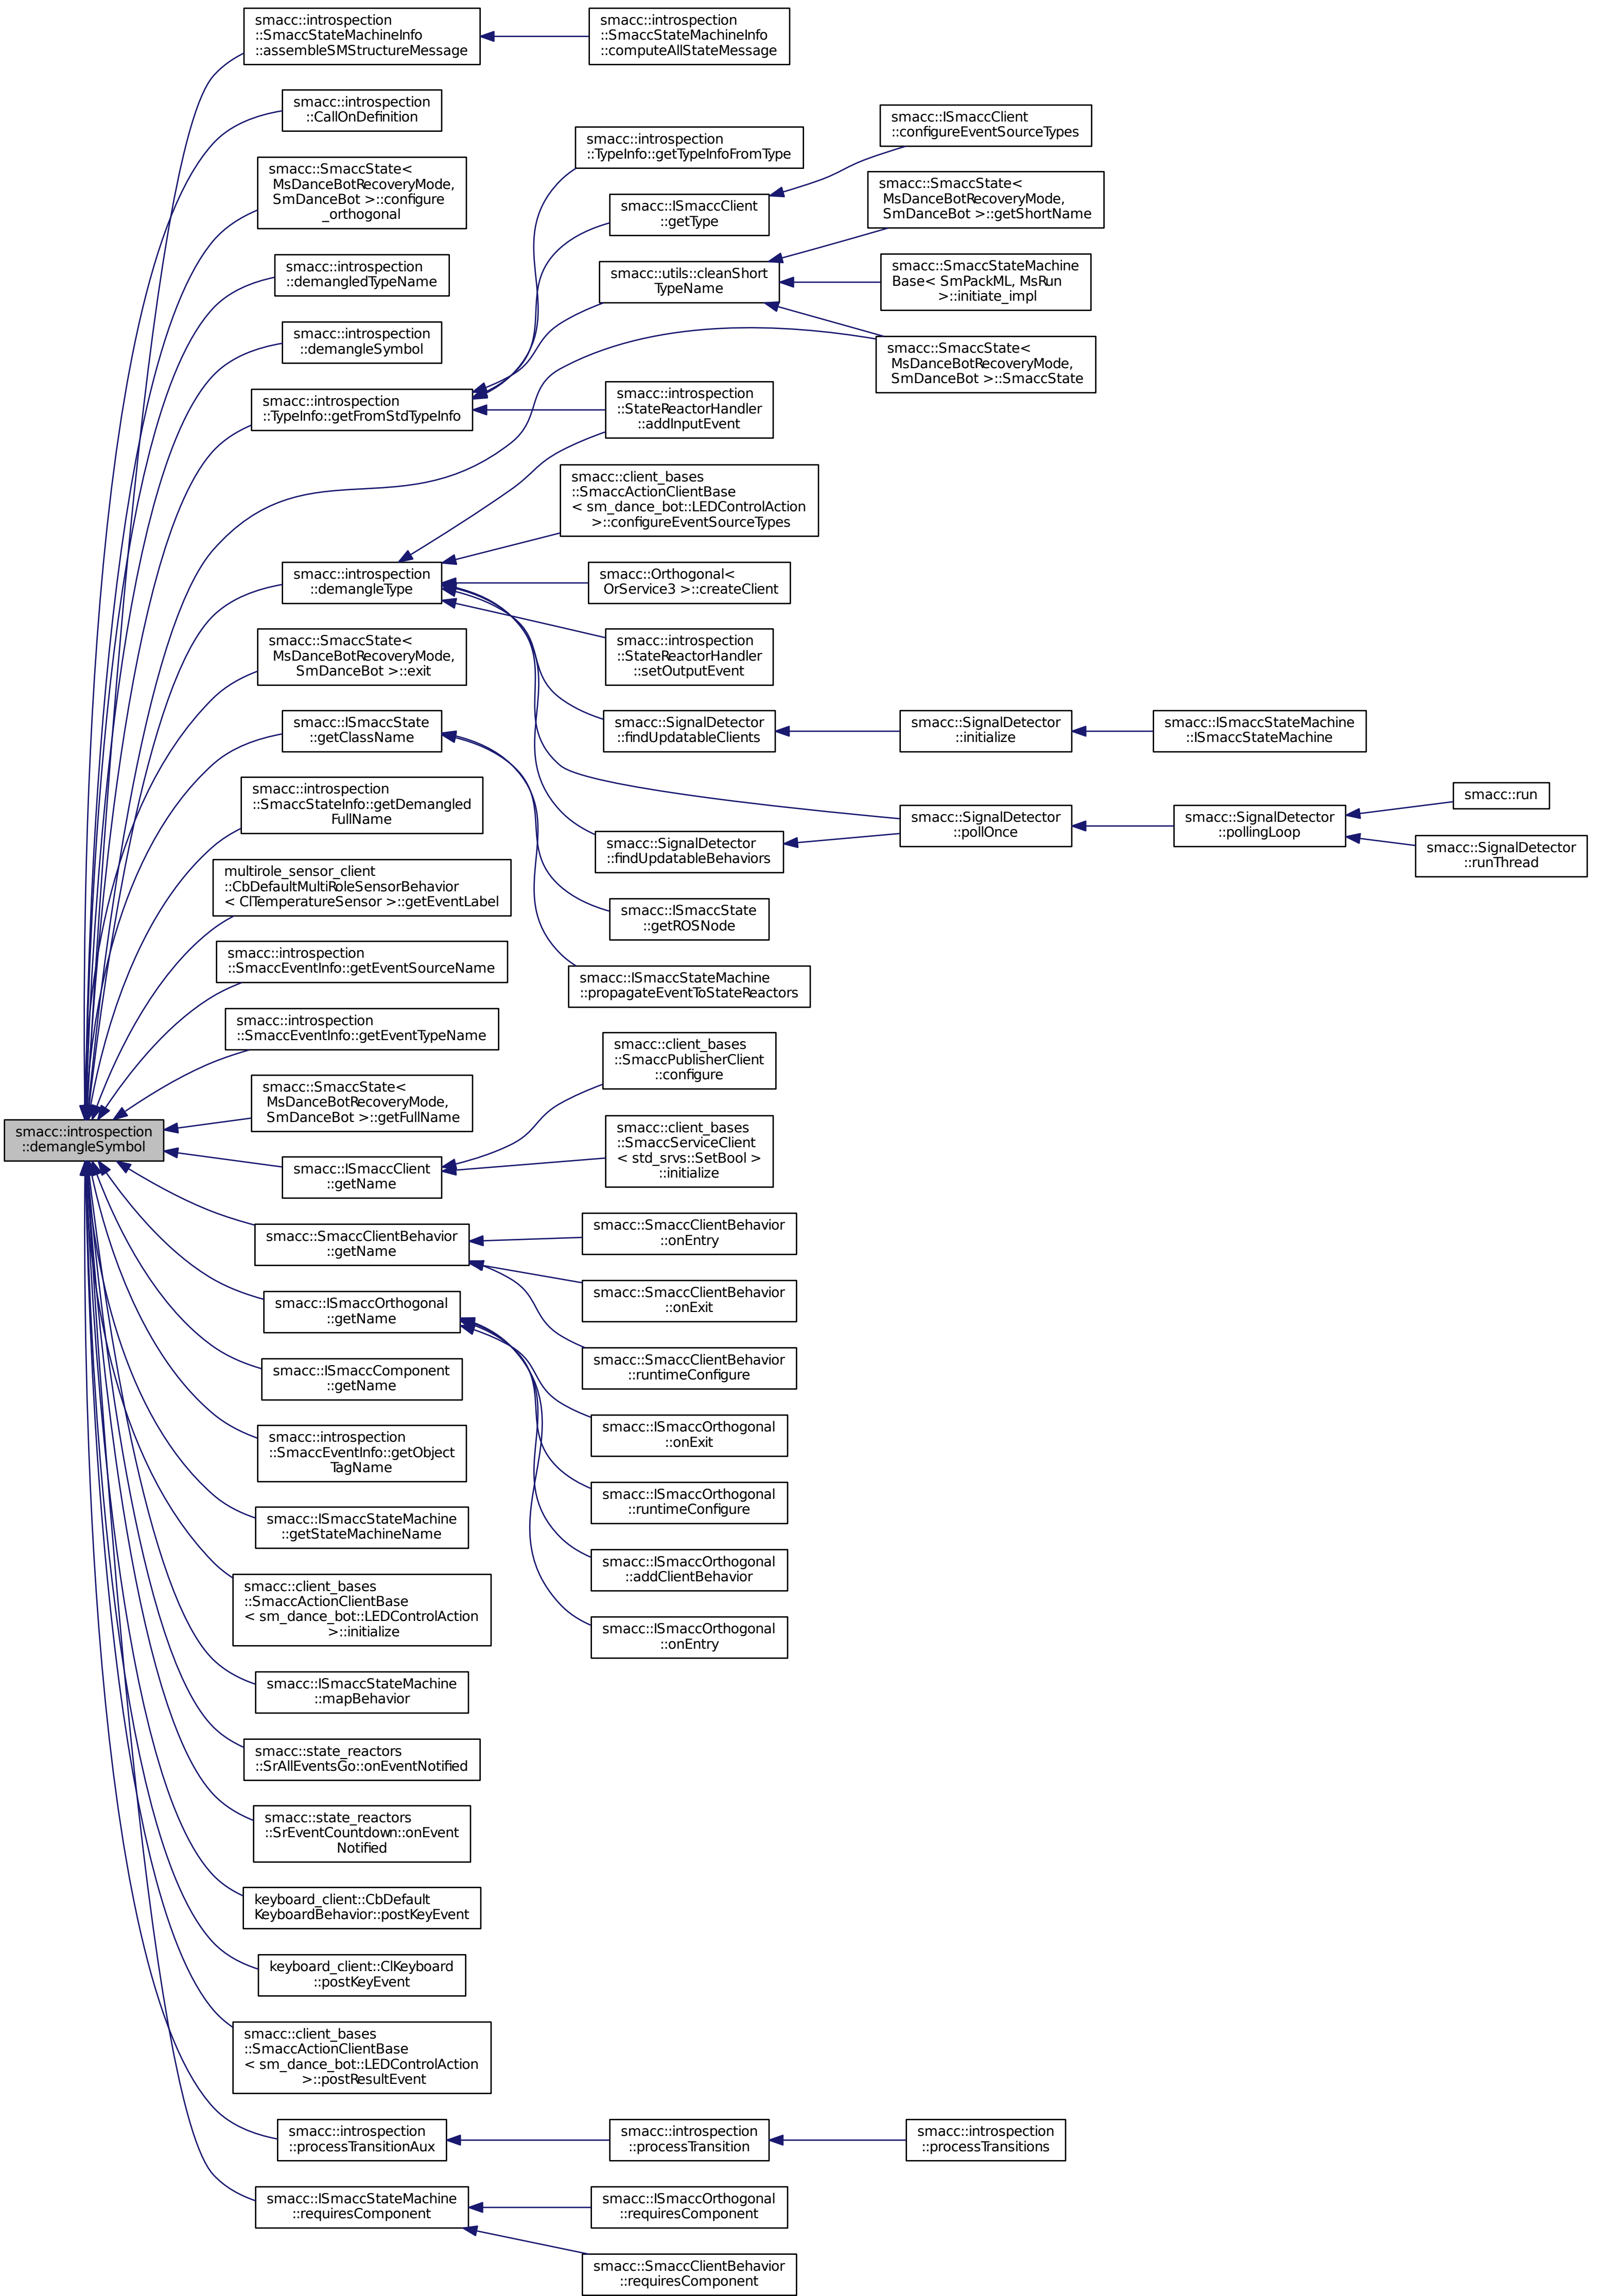 smacc::introspection
::SmaccStateMachineInfo
::assembleSMStructureMessage
smacc::introspection
::SmaccStateMachineInfo
::computeAllStateMessage
smacc::introspection
::CallOnDefinition
smacc::SmaccState<
MsDanceBotRecoveryMode,
SmDanceBot >::configure
_orthogonal
smacc::introspection
::demangledTypeName
smacc::introspection
::demangleSymbol
smacc::introspection
::TypeInfo::getFromStdTypeInfo
smacc::introspection
::TypeInfo::getTypeInfoFromType
smacc::ISmaccClient
::getType
smacc::ISmaccClient
::configureEventSourceTypes
smacc::utils::cleanShort
TypeName
smacc::SmaccState<
MsDanceBotRecoveryMode,
SmDanceBot >::getShortName
smacc::SmaccStateMachine
Base< SmPackML, MsRun
>::initiate_impl
smacc::SmaccState<
MsDanceBotRecoveryMode,
SmDanceBot >::SmaccState
smacc::introspection
::StateReactorHandler
::addInputEvent
smacc::introspection
::demangleType
smacc::client_bases
::SmaccActionClientBase
< sm_dance_bot::LEDControlAction
>::configureEventSourceTypes
smacc::Orthogonal<
OrService3 >::createClient
smacc::introspection
::StateReactorHandler
::setOutputEvent
smacc::SignalDetector
::findUpdatableClients
smacc::SignalDetector
::initialize
smacc::ISmaccStateMachine
::ISmaccStateMachine
smacc::SignalDetector
::findUpdatableBehaviors
smacc::SignalDetector
::pollOnce
smacc::SignalDetector
::pollingLoop
smacc::run
smacc::SignalDetector
::runThread
smacc::SmaccState<
MsDanceBotRecoveryMode,
SmDanceBot >::exit
smacc::ISmaccState
::getClassName
smacc::ISmaccState
::getROSNode
smacc::ISmaccStateMachine
::propagateEventToStateReactors
smacc::introspection
::SmaccStateInfo::getDemangled
FullName
multirole_sensor_client
::CbDefaultMultiRoleSensorBehavior
< ClTemperatureSensor >::getEventLabel
smacc::introspection
::SmaccEventInfo::getEventSourceName
smacc::introspection
::SmaccEventInfo::getEventTypeName
smacc::SmaccState<
MsDanceBotRecoveryMode,
SmDanceBot >::getFullName
smacc::introspection
::demangleSymbol
smacc::ISmaccClient
::getName
smacc::client_bases
::SmaccPublisherClient
::configure
smacc::client_bases
::SmaccServiceClient
< std_srvs::SetBool >
::initialize
smacc::SmaccClientBehavior
::getName
smacc::SmaccClientBehavior
::onEntry
smacc::SmaccClientBehavior
::onExit
smacc::SmaccClientBehavior
::runtimeConfigure
smacc::ISmaccOrthogonal
::getName
smacc::ISmaccOrthogonal
::onExit
smacc::ISmaccOrthogonal
::runtimeConfigure
smacc::ISmaccOrthogonal
::addClientBehavior
smacc::ISmaccOrthogonal
::onEntry
smacc::ISmaccComponent
::getName
smacc::introspection
::SmaccEventInfo::getObject
TagName
smacc::ISmaccStateMachine
::getStateMachineName
smacc::client_bases
::SmaccActionClientBase
< sm_dance_bot::LEDControlAction
>::initialize
smacc::ISmaccStateMachine
::mapBehavior
smacc::state_reactors
::SrAllEventsGo::onEventNotified
smacc::state_reactors
::SrEventCountdown::onEvent
Notified
keyboard_client::CbDefault
KeyboardBehavior::postKeyEvent
keyboard_client::ClKeyboard
::postKeyEvent
smacc::client_bases
::SmaccActionClientBase
< sm_dance_bot::LEDControlAction
>::postResultEvent
smacc::introspection
::processTransitionAux
smacc::introspection
::processTransition
smacc::introspection
::processTransitions
smacc::ISmaccStateMachine
::requiresComponent
smacc::ISmaccOrthogonal
::requiresComponent
smacc::SmaccClientBehavior
::requiresComponent